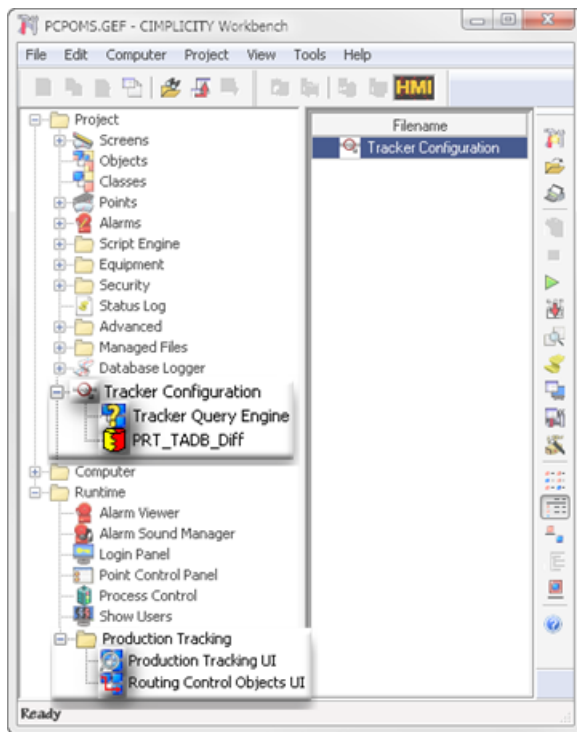 PCPOMS.GEF - CIMPLICITY Workbench
File Edit Computer Project View Tools Help
HMI
Project
Screens
Objects
Classes
Points
Alarms
Script Engine
Equipment
Security
Status Log
Advanced
Managed Files
Database Logger
Tracker Configuration
Tracker Query Engine
PRT_TADB_Diff
Computer
Runtime
Alarm Viewer
Alarm Sound Manager
Login Panel
Point Control Panel
Process Control
Show Users
Production Tracking
Production Tracking UI
Routing Control Objects UI
Filename
Tracker Configuration
Ready